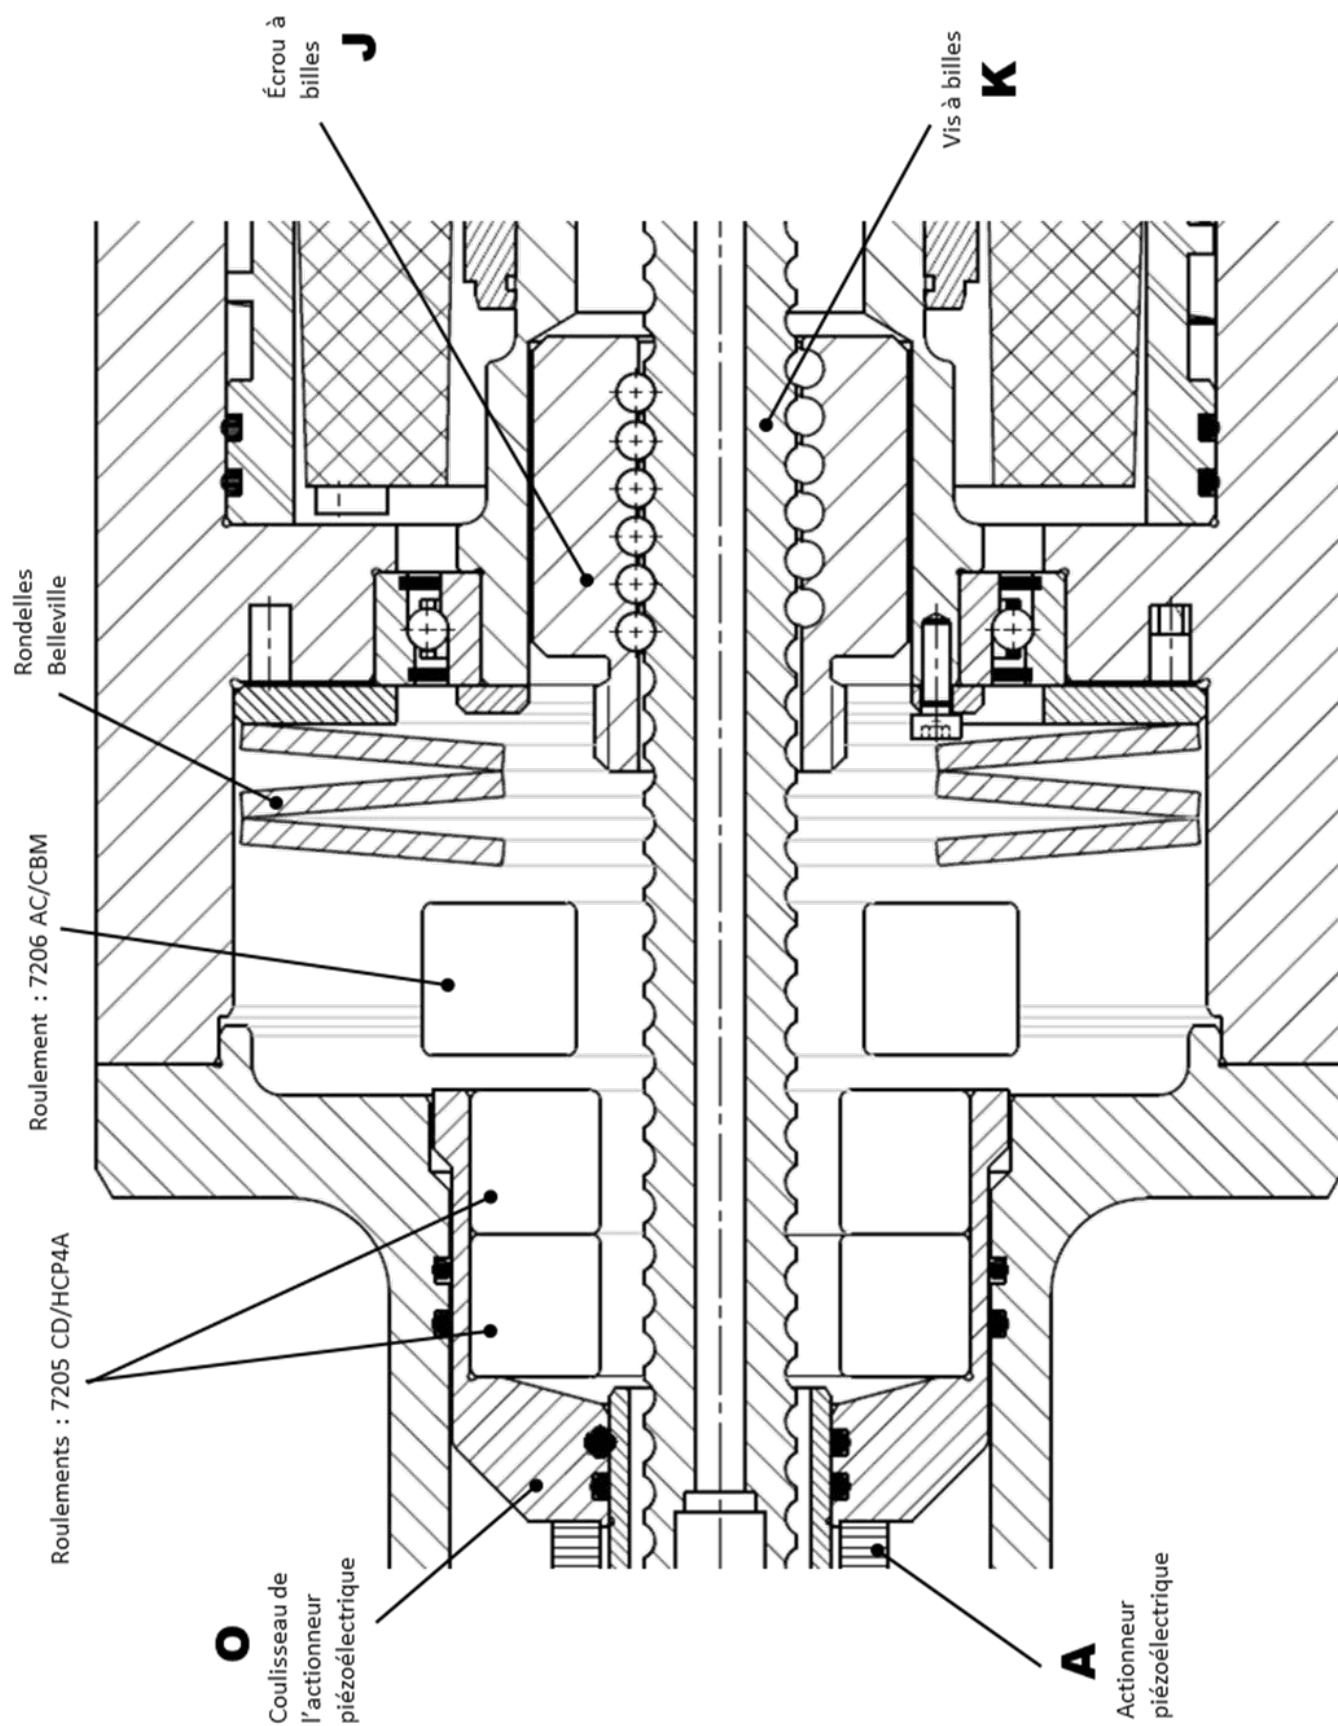 Écrou à
billes
J
Vis à billes
K
Rondelles
Belleville
Roulement : 7206 AC/CBM
Roulements : 7205 CD/HCP4A
O
Coulisseau de
l'actionneur
piézoélectrique
A
Actionneur
piézoélectrique